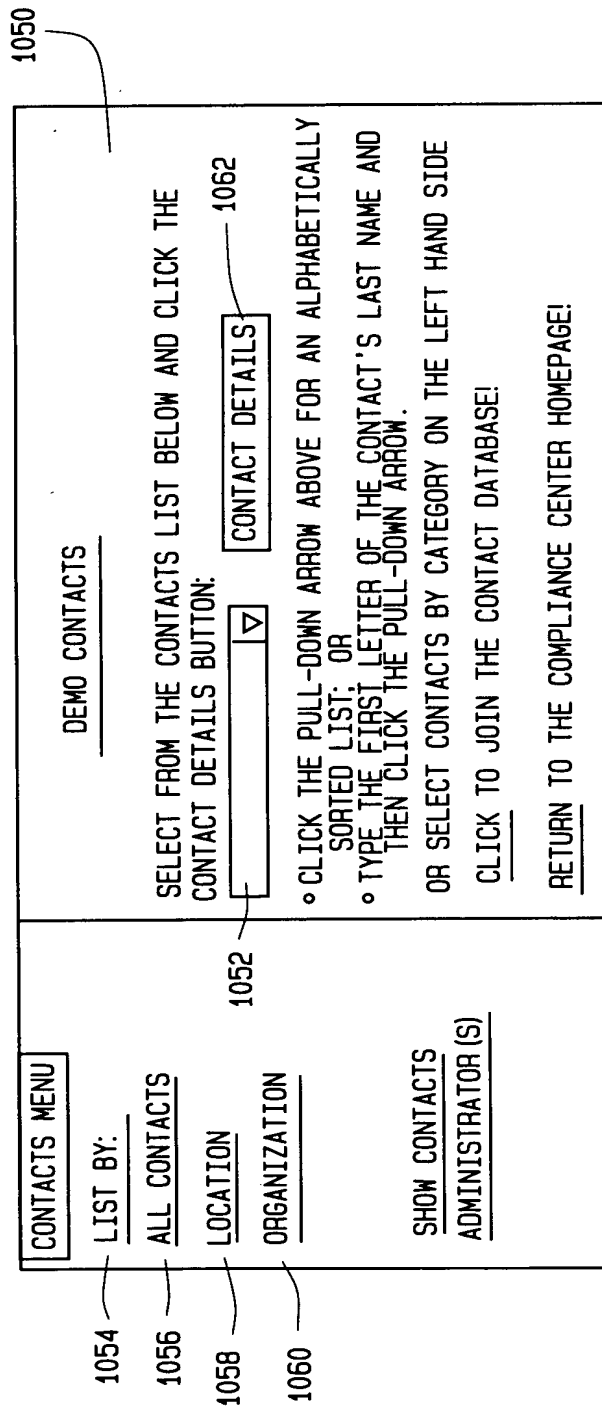 1050
CONTACTS MENU
1054
LIST BY:
1056
ALL CONTACTS
1058
LOCATION
1060
ORGANIZATION
SHOW CONTACTS
ADMINISTRATOR(S)
DEMO CONTACTS
SELECT FROM THE CONTACTS LIST BELOW AND CLICK THE
CONTACT DETAILS BUTTON:
1052
CONTACT DETAILS
1062
° CLICK THE PULL-DOWN ARROW ABOVE FOR AN ALPHABETICALLY
SORTED LIST; OR
° TYPE THE FIRST LETTER OF THE CONTACT'S LAST NAME AND
THEN CLICK THE PULL-DOWN ARROW.
OR SELECT CONTACTS BY CATEGORY ON THE LEFT HAND SIDE
CLICK TO JOIN THE CONTACT DATABASE!
RETURN TO THE COMPLIANCE CENTER HOMEPAGE!